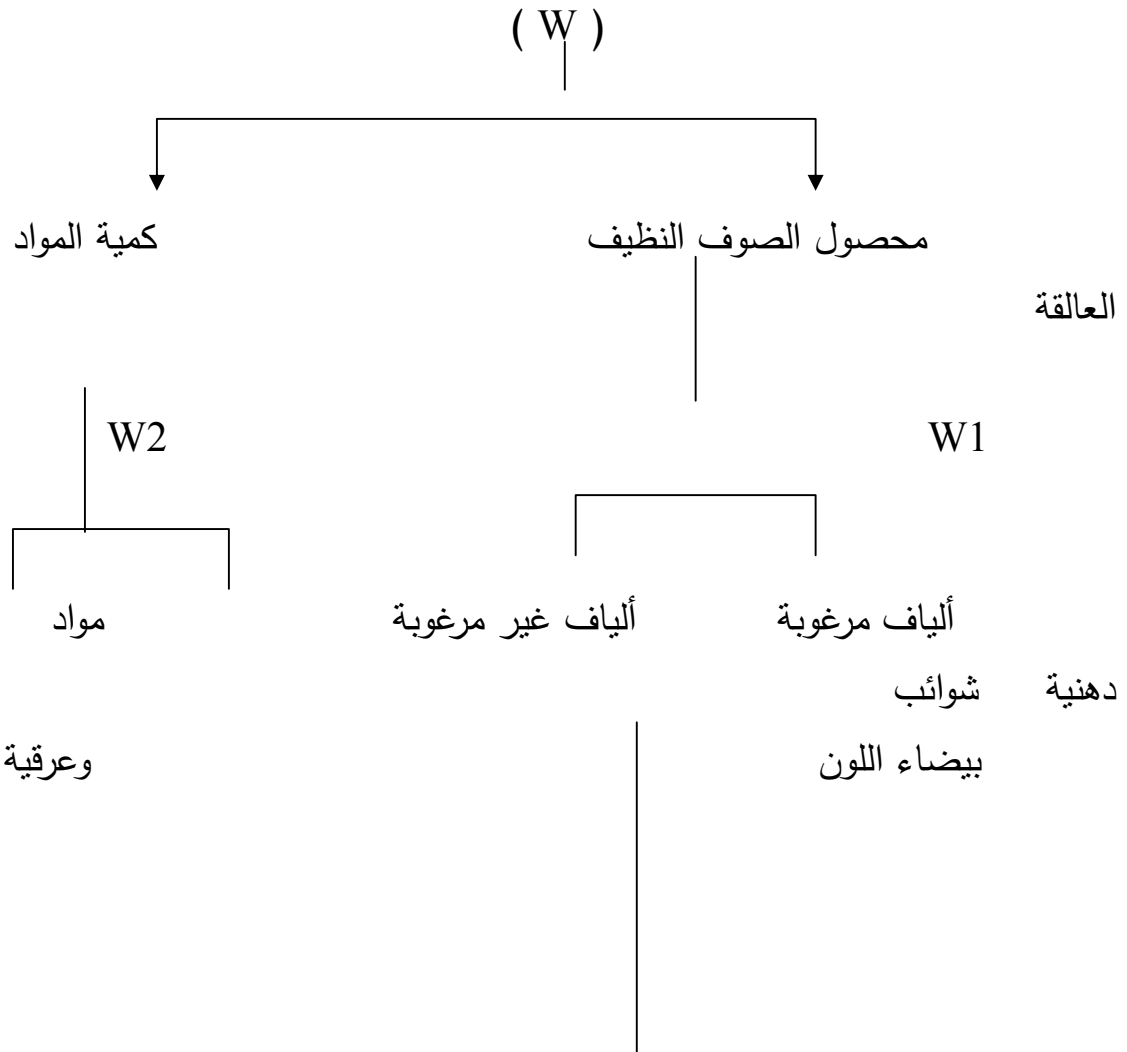 ( W )
محصول الصوف النظيف كمية المواد
العالقة
W1 W2
ألياف مرغوبة ألياف غير مرغوبة مواد
دهنية شوائب
بيضاء اللون وعرقية